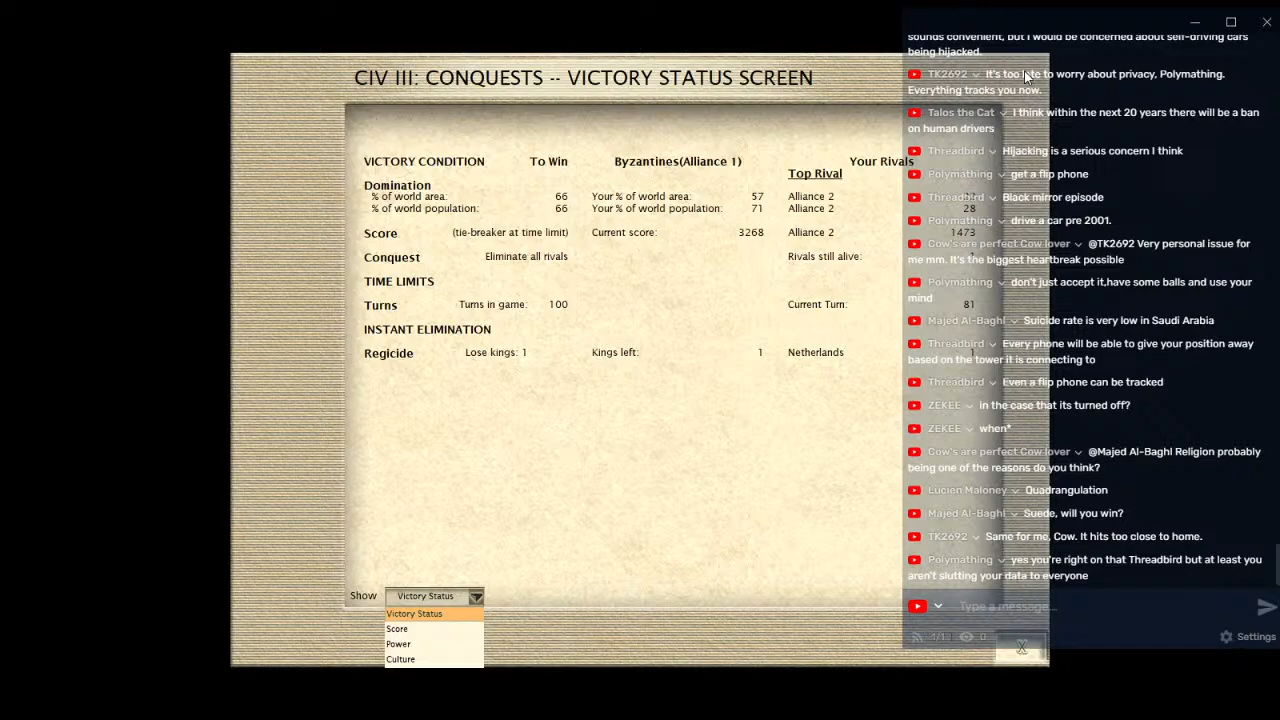 CIV III: CONQUESTS -- VICTORY STATUS SCREEN
VICTORY CONDITION To Win Byzantines(Alliance 1) Your Rivals
Top Rival
Domination
% of world area: 66 Your % of world area: 57 Alliance 2
% of world population: 66 Your % of world population: 71 Alliance 2 28
Score (tie-breaker at time limit) Current score: 3268 Alliance 2 1473
Conquest Eliminate all rivals Rivals still alive:
TIME LIMITS
Turns Turns in game: 100 Current Turn: 81
INSTANT ELIMINATION
Regicide Lose kings: 1 Kings left: 1 Netherlands 1
Show Victory Status
Victory Status
Score
Power
Culture
X
sounds convenient, but I would be concerned about self-driving cars
being hijacked.
TK2692 It's too late to worry about privacy, Polymathing.
Everything tracks you now.
Talos the Cat I think within the next 20 years there will be a ban
on human drivers
Threadbird Hijacking is a serious concern I think
Polymathing get a flip phone
Threadbird Black mirror episode
Polymathing drive a car pre 2001.
Cow's are perfect Cow lover @TK2692 Very personal issue for
me mm. It's the biggest heartbreak possible
Polymathing don't just accept it,have some balls and use your
mind
Majed Al-Baghl Suicide rate is very low in Saudi Arabia
Threadbird Every phone will be able to give your position away
based on the tower it is connecting to
Threadbird Even a flip phone can be tracked
ZEKEE in the case that its turned off?
ZEKEE when*
Cow's are perfect Cow lover @Majed Al-Baghl Religion probably
being one of the reasons do you think?
Lucien Maloney Quadrangulation
Majed Al-Baghl Suede, will you win?
TK2692 Same for me, Cow. It hits too close to home.
Polymathing yes you're right on that Threadbird but at least you
aren't slutting your data to everyone
Type a message...
1/1 0 Settings